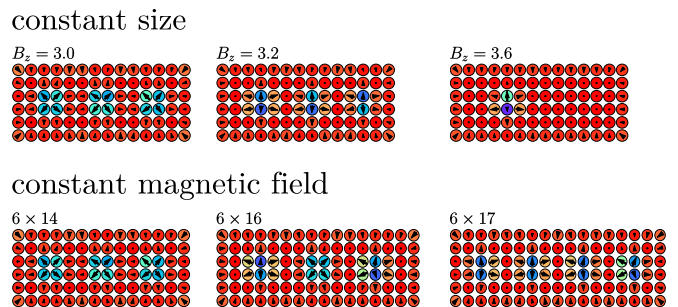 constant size
B_z = 3.0 B_z = 3.2 B_z = 3.6
constant magnetic field
6 × 14 6 × 16 6 × 17